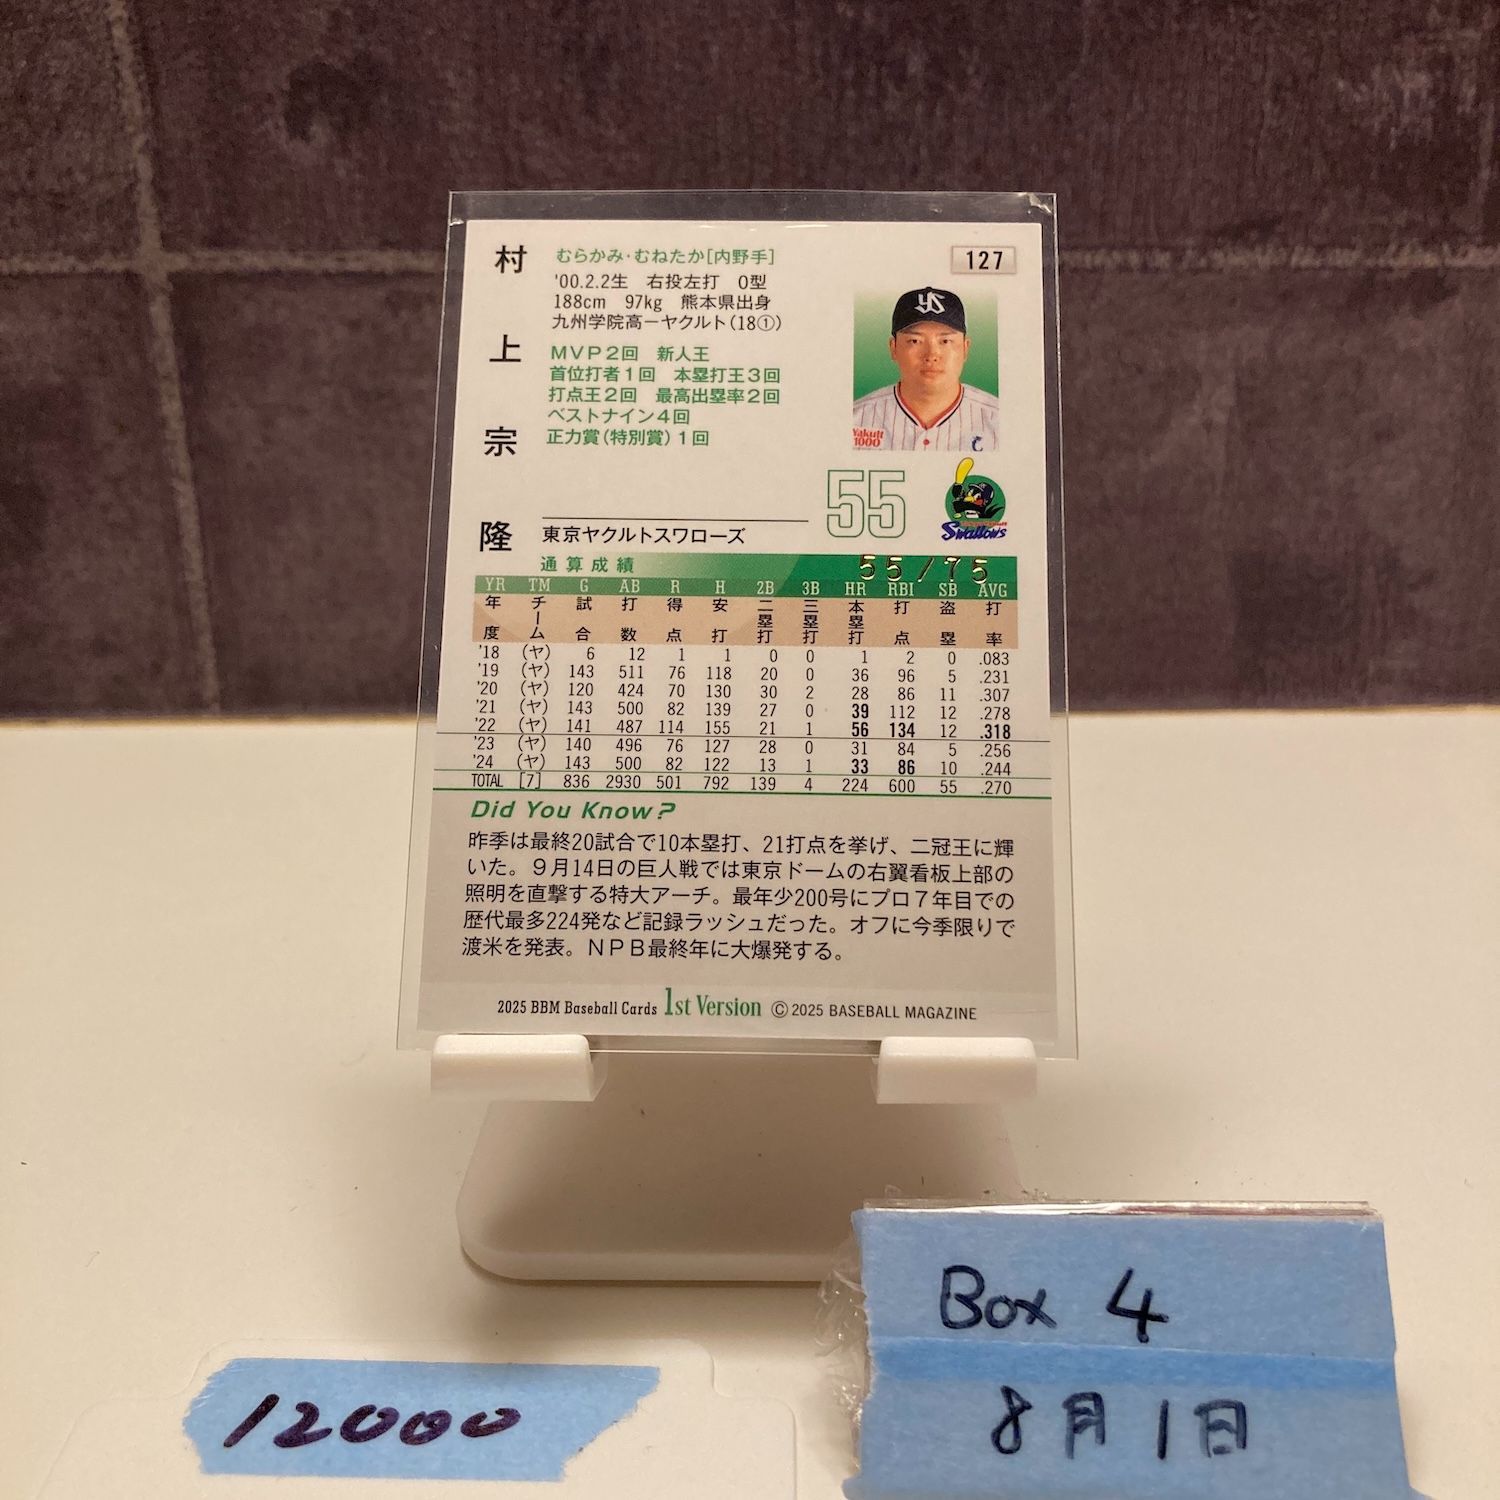 村上宗隆
むらかみ・むねたか[内野手]
127
'00.2.2生 右投左打 O型
188cm 97kg 熊本県出身
九州学院高ーヤクルト(18①)
MVP2回 新人王
首位打者1回 本塁打王3回
打点王2回 最高出塁率2回
ベストナイン4回
正力賞(特別賞)1回
YS
Yakult
1000
55
Swallows
東京ヤクルトスワローズ
通算成績
55/75
YR TM G AB R H 2B 3B HR RBI SB AVG
年度 チーム 試合 打数 得点 安打 二塁打 三塁打 本塁打 打点 盗塁 打率
'18 (ヤ) 6 12 1 1 0 0 1 2 0 .083
'19 (ヤ) 143 511 76 118 20 0 36 96 5 .231
'20 (ヤ) 120 424 70 130 30 2 28 86 11 .307
'21 (ヤ) 143 500 82 139 27 0 39 112 12 .278
'22 (ヤ) 141 487 114 155 21 1 56 134 12 .318
'23 (ヤ) 140 496 76 127 28 0 31 84 5 .256
'24 (ヤ) 143 500 82 122 13 1 33 86 10 .244
TOTAL [7] 836 2930 501 792 139 4 224 600 55 .270
Did You Know?
昨季は最終20試合で10本塁打、21打点を挙げ、二冠王に輝
いた。9月14日の巨人戦では東京ドームの右翼看板上部の
照明を直撃する特大アーチ。最年少200号にプロ7年目での
歴代最多224発など記録ラッシュだった。オフに今季限りで
渡米を発表。NPB最終年に大爆発する。
2025 BBM Baseball Cards 1st Version ©2025 BASEBALL MAGAZINE
Box 4
8月1日
12000